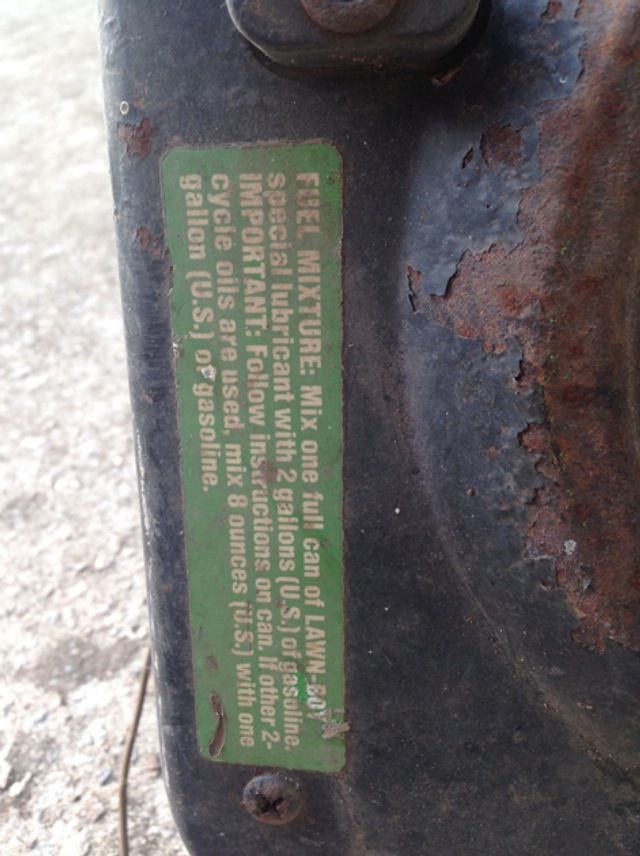 FUEL MIXTURE: Mix one full can of LAWN-BOY
special lubricant with 2 gallons (U.S.) of gasoline.
IMPORTANT: Follow instructions on can. If other 2-
cycle oils are used, mix 8 ounces (U.S.) with one
gallon (U.S.) of gasoline.